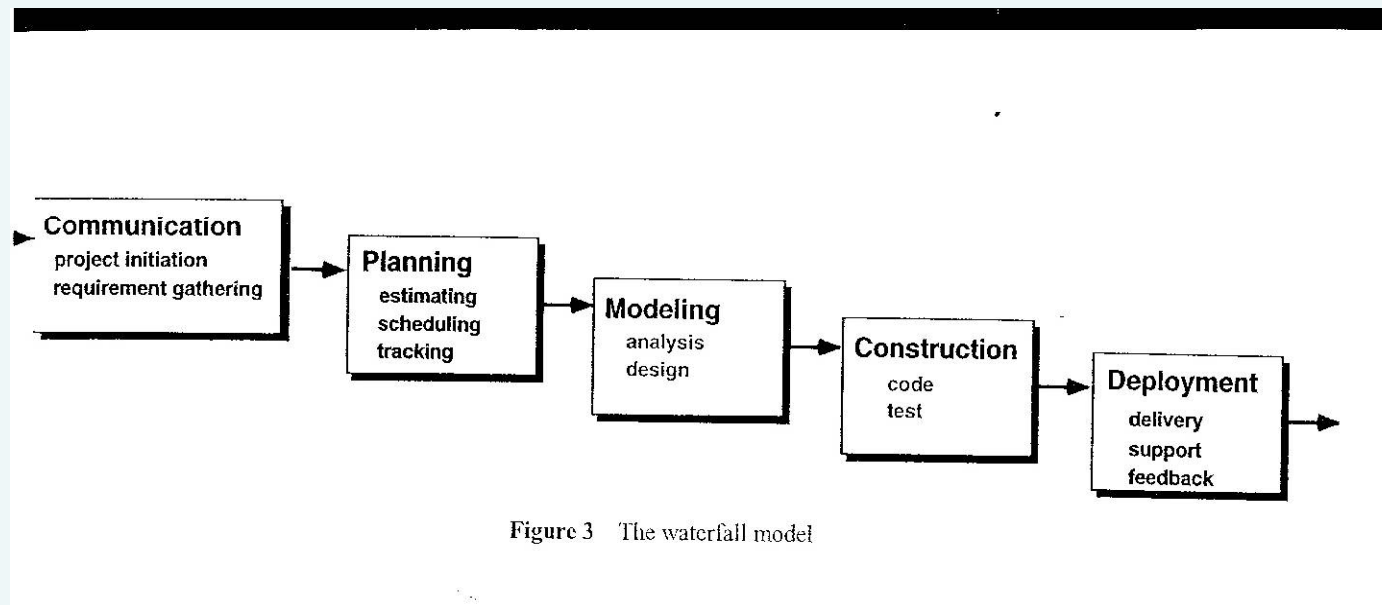 Communication
project initiation
requirement gathering
Planning
estimating
scheduling
tracking
Modeling
analysis
design
Construction
code
test
Deployment
delivery
support
feedback
Figure 3 The waterfall model